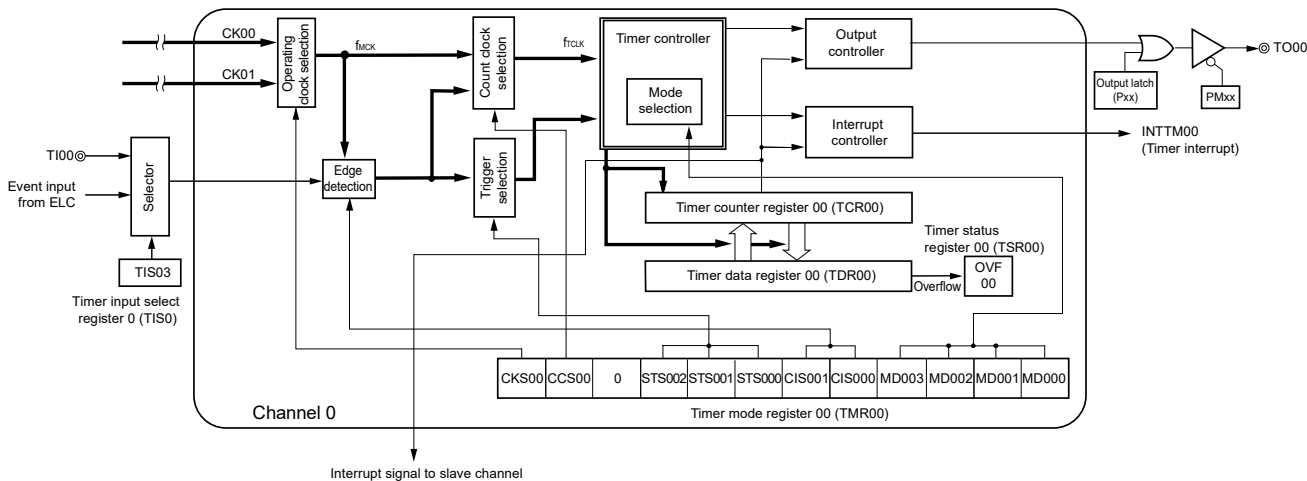 CK00
CK01
Operating
clock selection
fMCK
Count clock
selection
fTCLK
Timer controller
Mode
selection
Output
controller
TO00
Output latch
(Pxx)
PMxx
Interrupt
controller
INTTM00
(Timer interrupt)
TI00
Event input
from ELC
Selector
Edge
detection
Trigger
selection
TIS03
Timer input select
register 0 (TIS0)
Timer counter register 00 (TCR00)
Timer data register 00 (TDR00)
Timer status
register 00 (TSR00)
Overflow
OVF
00
CKS00 CCS00 0 STS002 STS001 STS000 CIS001 CIS000 MD003 MD002 MD001 MD000
Channel 0
Timer mode register 00 (TMR00)
Interrupt signal to slave channel